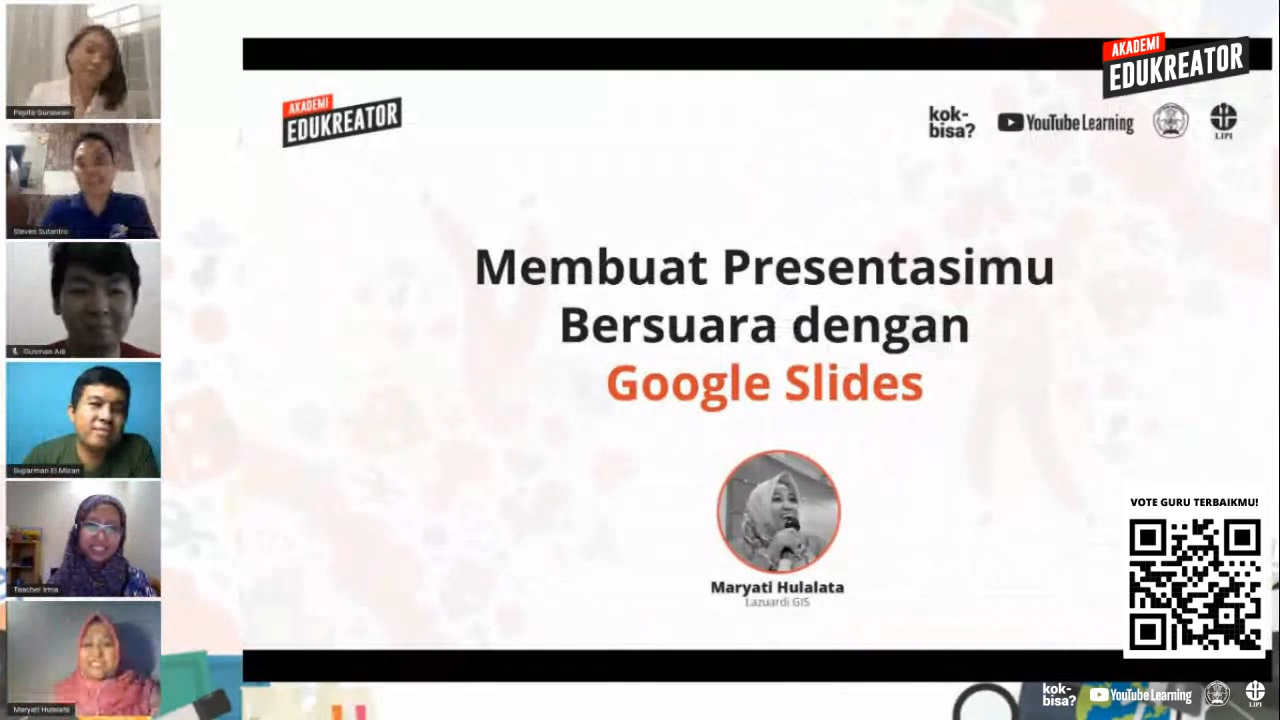 AKADEMI
EDUKREATOR
AKADEMI
EDUKREATOR
kok-
bisa?
YouTube Learning
LIPI
Membuat Presentasimu
Bersuara dengan
Google Slides
Maryati Hulalata
Lazuardi GIS
VOTE GURU TERBAIKMU!
Pepita Gunawan
Steven Sutantro
Gusman Adi
Suparman El Mizan
Teacher Irma
Maryati Hulalata
kok-
bisa?
YouTube Learning
LIPI